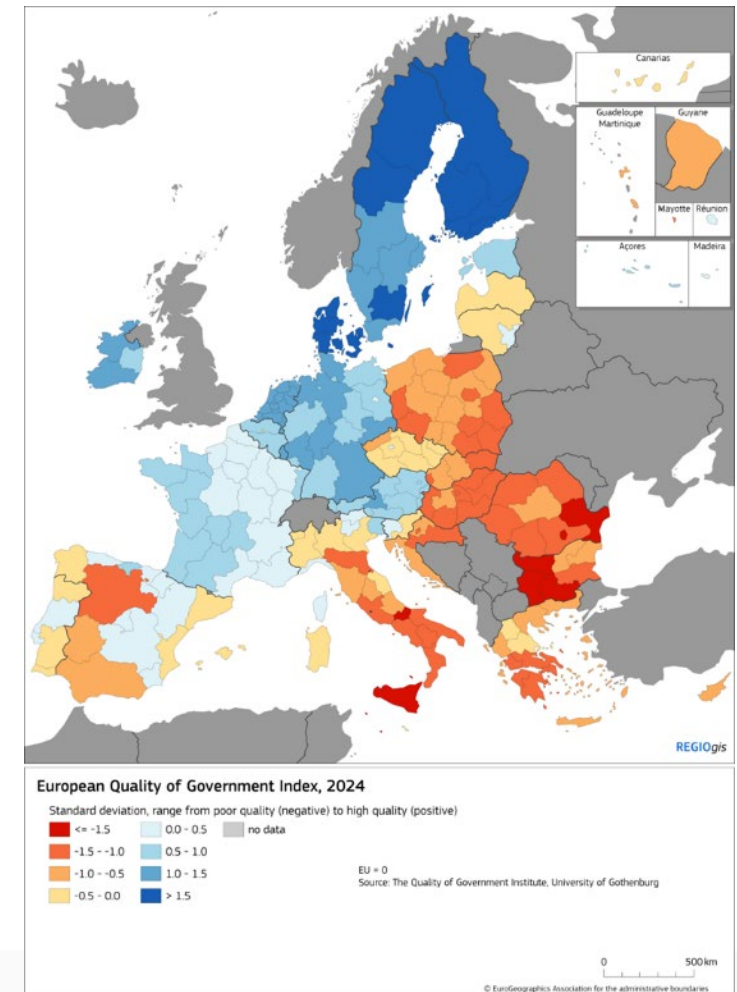 Canarias
Guadeloupe
Martinique
Guyane
Mayotte
Réunion
Açores
Madeira
REGIOgis
European Quality of Government Index, 2024
Standard deviation, range from poor quality (negative) to high quality (positive)
<= -1.5
0.0 - 0.5
no data
-1.5 - -1.0
0.5 - 1.0
-1.0 - -0.5
1.0 - 1.5
-0.5 - 0.0
> 1.5
EU = 0
Source: The Quality of Government Institute, University of Gothenburg
0
500 km
© EuroGeographics Association for the administrative boundaries